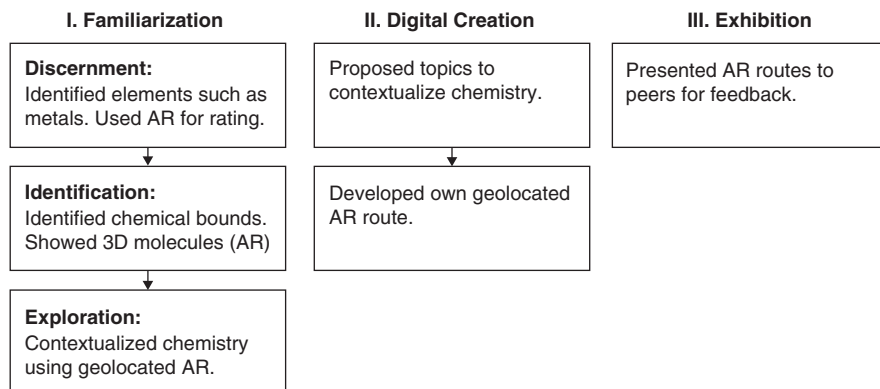 I. Familiarization
Discernment:
Identified elements such as
metals. Used AR for rating.
Identification:
Identified chemical bounds.
Showed 3D molecules (AR)
Exploration:
Contextualized chemistry
using geolocated AR.
II. Digital Creation
Proposed topics to
contextualize chemistry.
Developed own geolocated
AR route.
III. Exhibition
Presented AR routes to
peers for feedback.